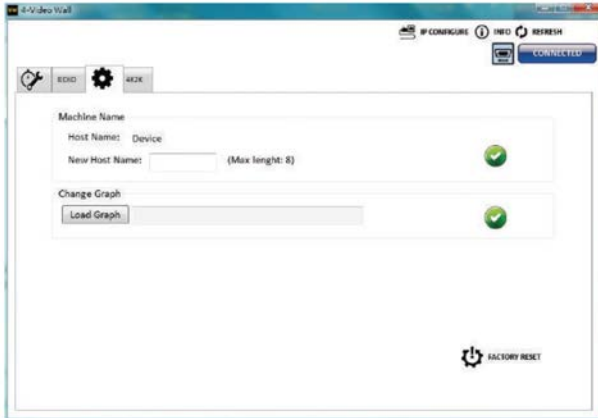 4-Video Wall
IP CONFIGURE INFO REFRESH
CONNECTED
EDID 4K2K
Machine Name
Host Name: Device
New Host Name: (Max lenght: 8)
Change Graph
Load Graph
FACTORY RESET